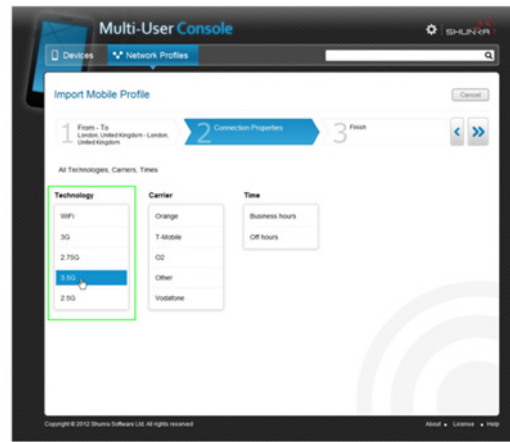 Multi-User Console
SHUNRA
Devices
Network Profiles
Import Mobile Profile
Cancel
1
From - To
London, United Kingdom - London,
United Kingdom
2
Connection Properties
3
Finish
All Technologies, Carriers, Times
Technology
WiFi
3G
2.75G
3.5G
2.5G
Carrier
Orange
T-Mobile
O2
Other
Vodafone
Time
Business hours
Off hours
Copyright © 2012 Shunra Software Ltd. All rights reserved
About • License • Help